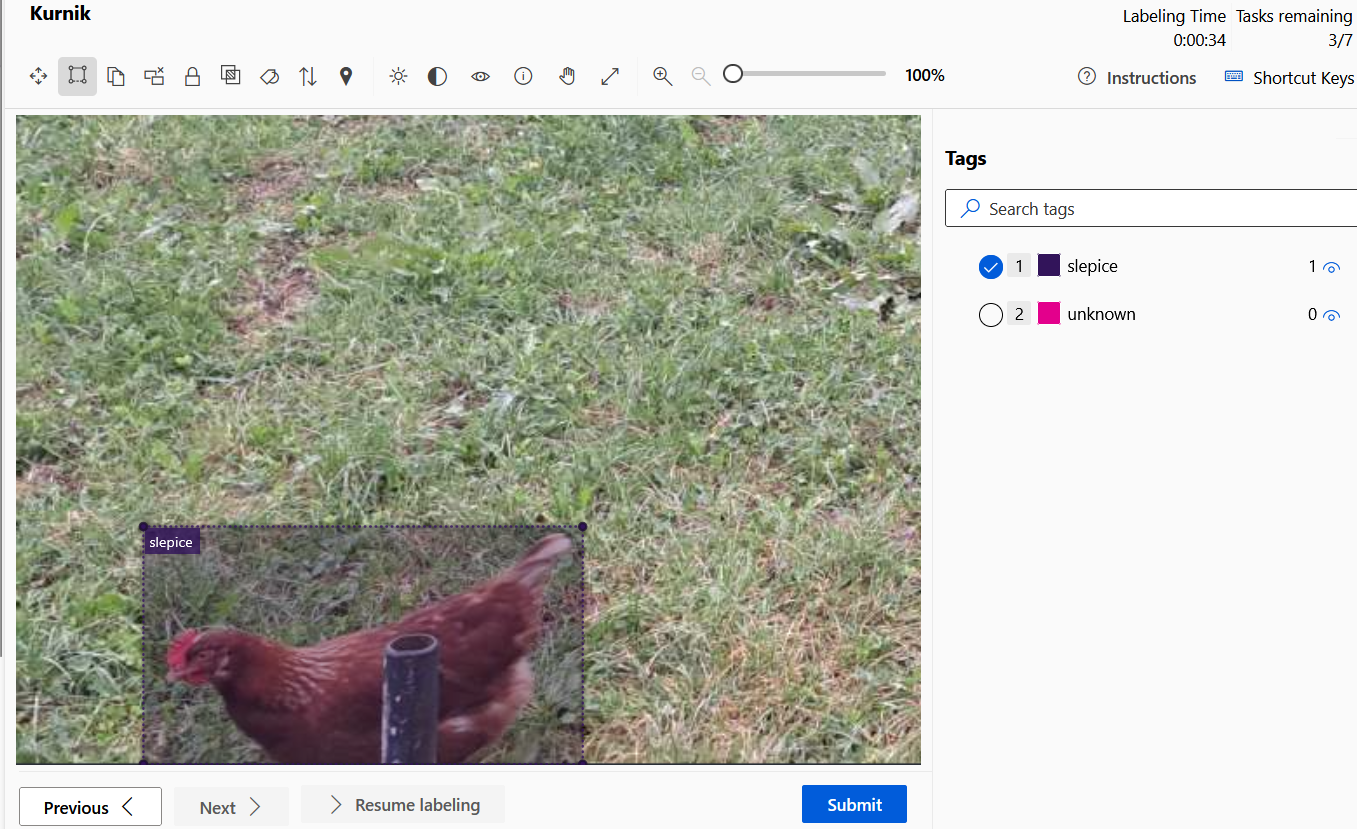 Kurnik
Labeling Time Tasks remaining
0:00:34 3/7
100%
Instructions
Shortcut Keys
Tags
Search tags
1 slepice 1
2 unknown 0
slepice
Previous
Next
Resume labeling
Submit